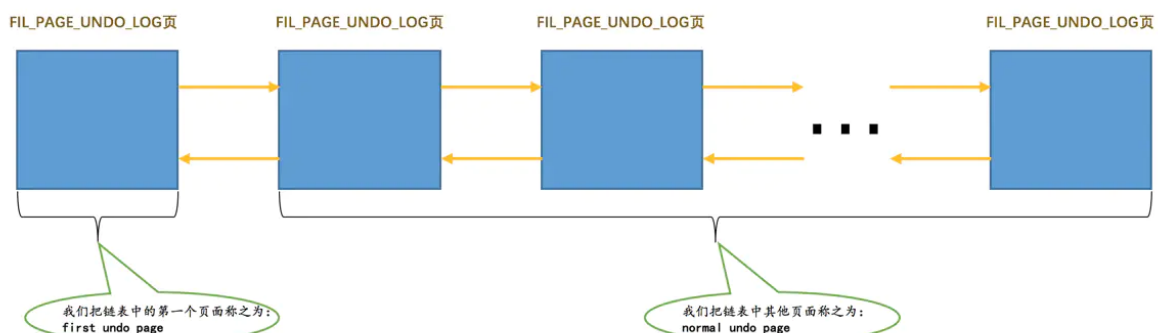 FIL_PAGE_UNDO_LOG页
FIL_PAGE_UNDO_LOG页
FIL_PAGE_UNDO_LOG页
FIL_PAGE_UNDO_LOG页
我们把链表中的第一个页面称之为：
first undo page
我们把链表中其他页面称之为：
normal undo page